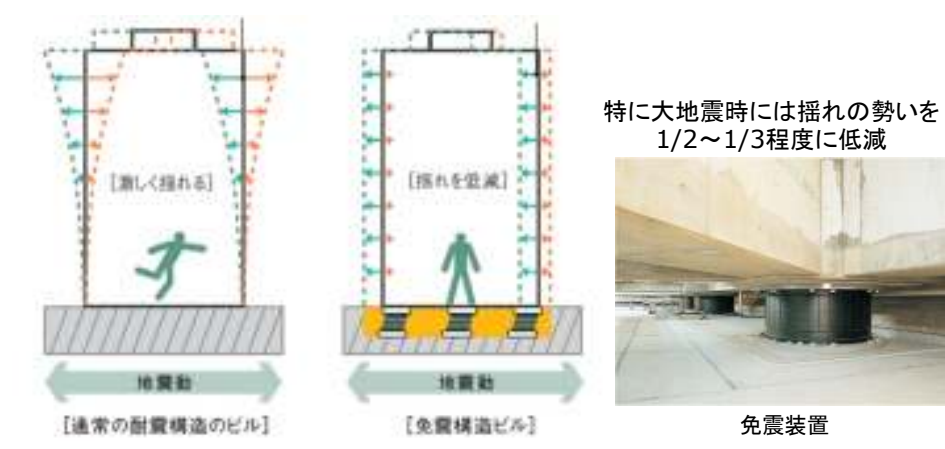 特に大地震時には揺れの勢いを
1/2～1/3程度に低減
[激しく揺れる]
[揺れを低減]
地震動
地震動
[通常の耐震構造のビル]
[免震構造ビル]
免震装置